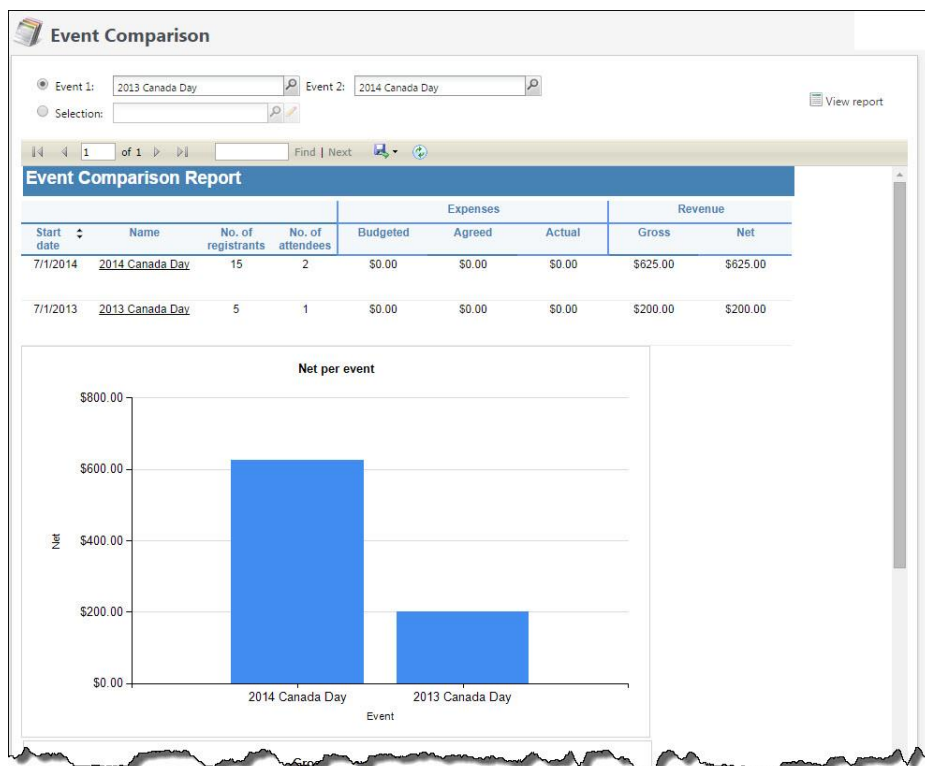 Event Comparison
Event 1: 2013 Canada Day Event 2: 2014 Canada Day
View report
Selection:
1 of 1 Find | Next
Event Comparison Report
Expenses Revenue
Start date Name No. of registrants No. of attendees Budgeted Agreed Actual Gross Net
7/1/2014 2014 Canada Day 15 2 $0.00 $0.00 $0.00 $625.00 $625.00
7/1/2013 2013 Canada Day 5 1 $0.00 $0.00 $0.00 $200.00 $200.00
Net per event
$800.00
$600.00
Net
$400.00
$200.00
$0.00
2014 Canada Day 2013 Canada Day
Event